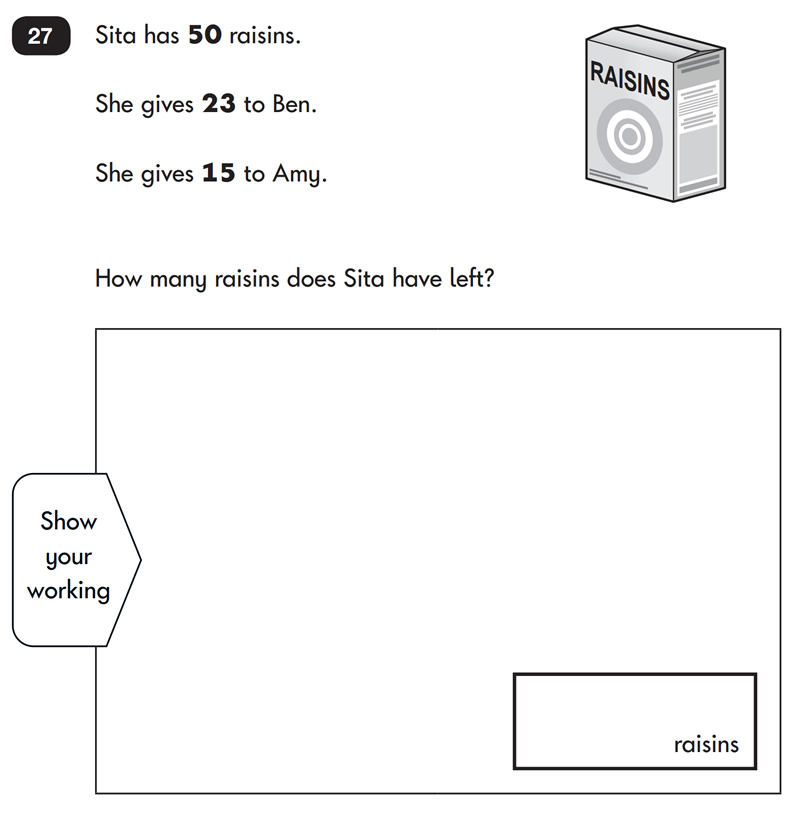 27
Sita has 50 raisins.
She gives 23 to Ben.
She gives 15 to Amy.
RAISINS
How many raisins does Sita have left?
Show
your
working
raisins